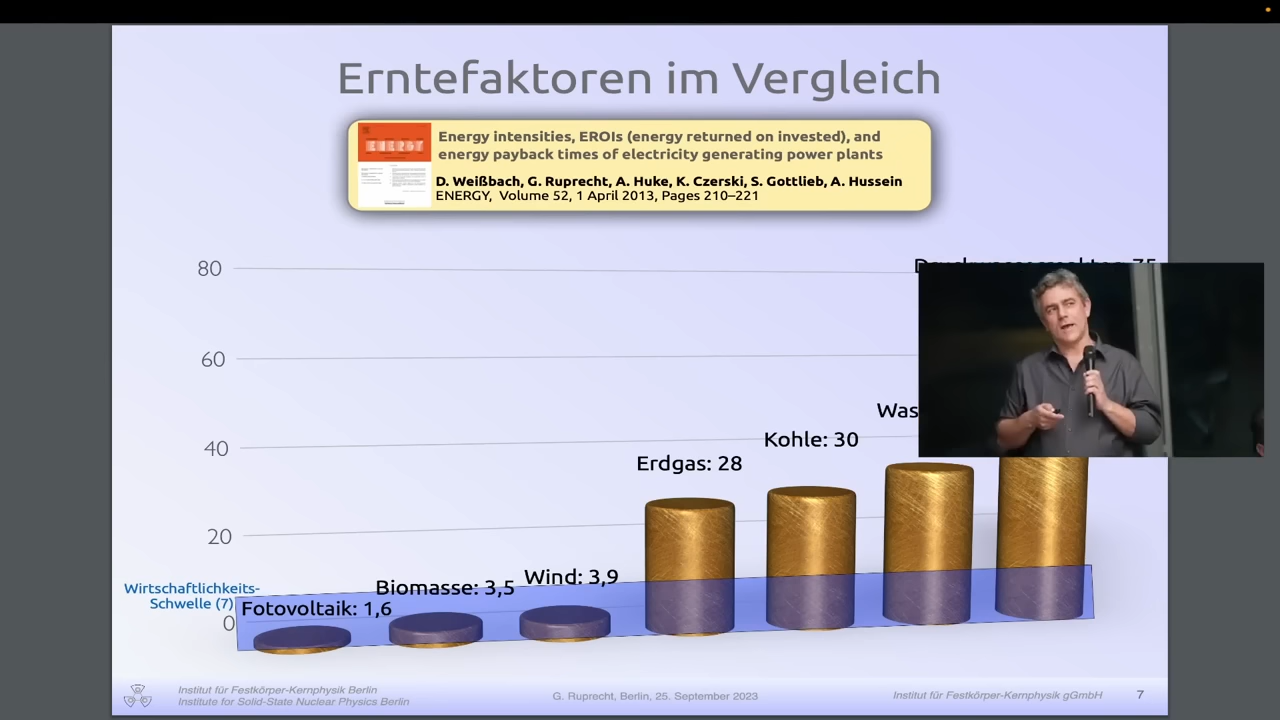 Erntefaktoren im Vergleich
ENERGY
Energy intensities, EROIs (energy returned on invested), and
energy payback times of electricity generating power plants
D. Weißbach, G. Ruprecht, A. Huke, K. Czerski, S. Gottlieb, A. Hussein
ENERGY, Volume 52, 1 April 2013, Pages 210–221
80
60
40
20
0
75
Was
Kohle: 30
Erdgas: 28
Wind: 3,9
Biomasse: 3,5
Fotovoltaik: 1,6
Wirtschaftlichkeits-
Schwelle (7)
Institut für Festkörper-Kernphysik Berlin
Institute for Solid-State Nuclear Physics Berlin
G. Ruprecht, Berlin, 25. September 2023
Institut für Festkörper-Kernphysik gGmbH
7